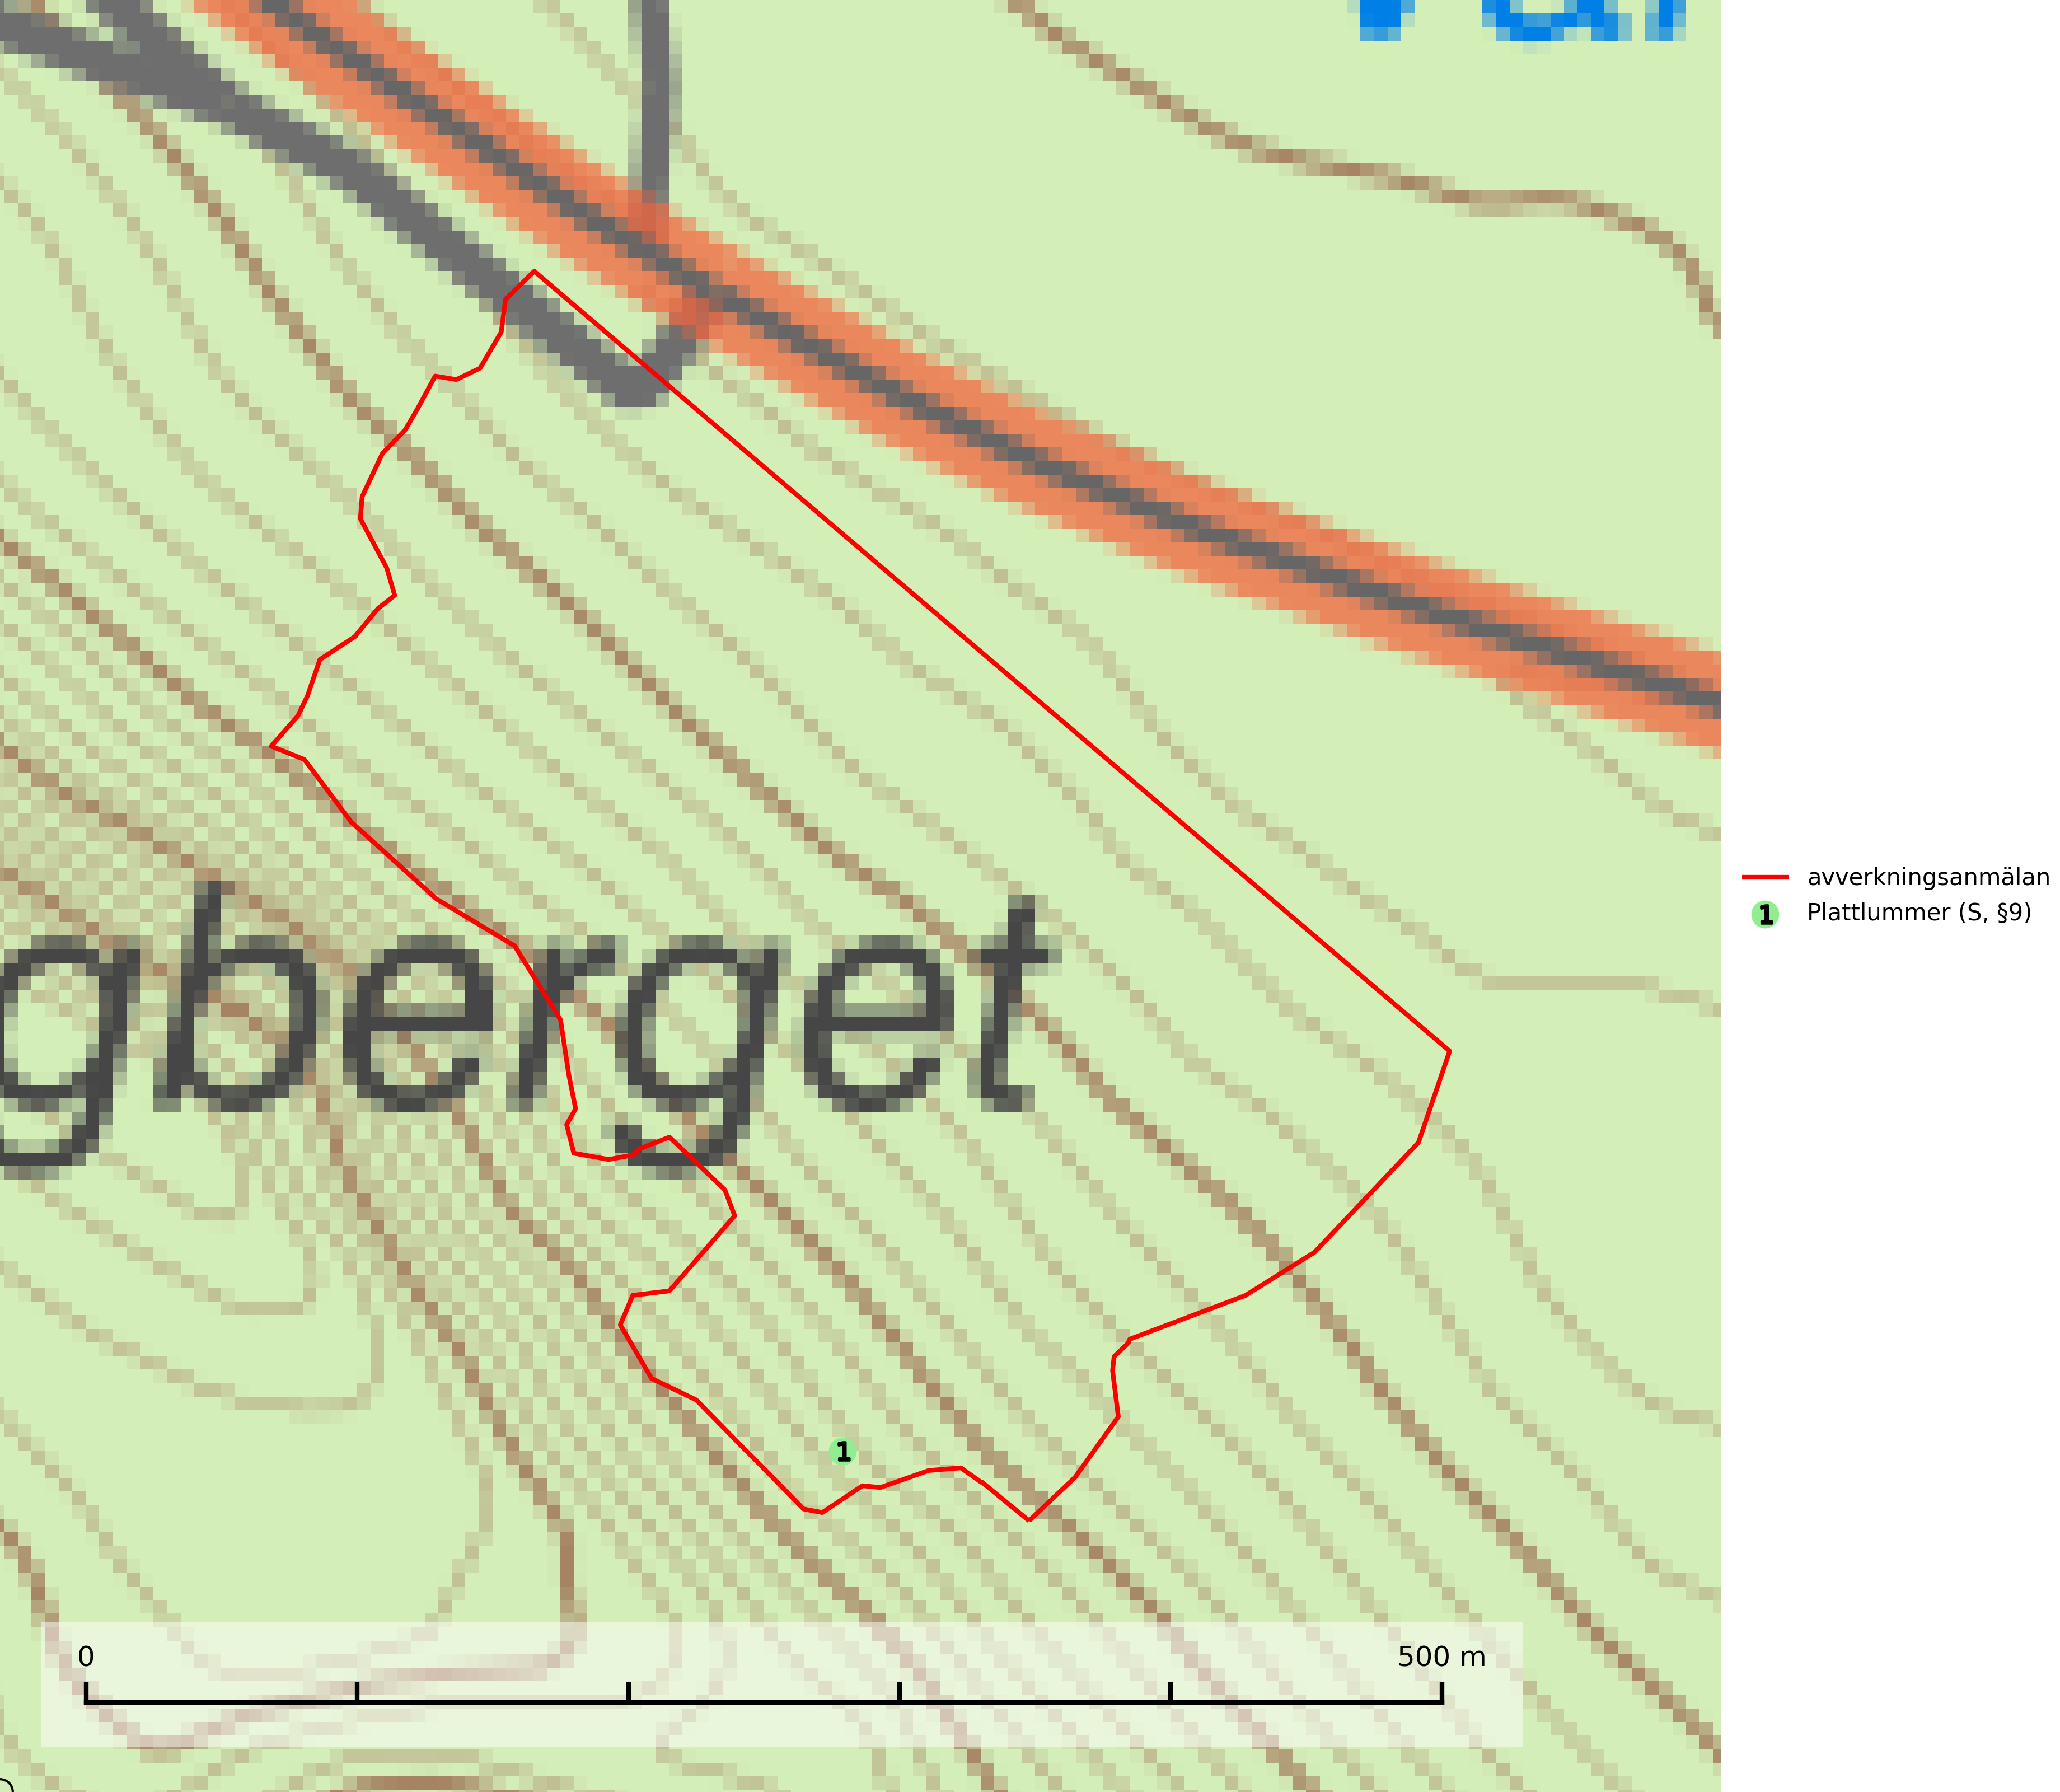 avverkningsanmälan
1 Plattlummer (S, §9)
gberget
1
0 500 m